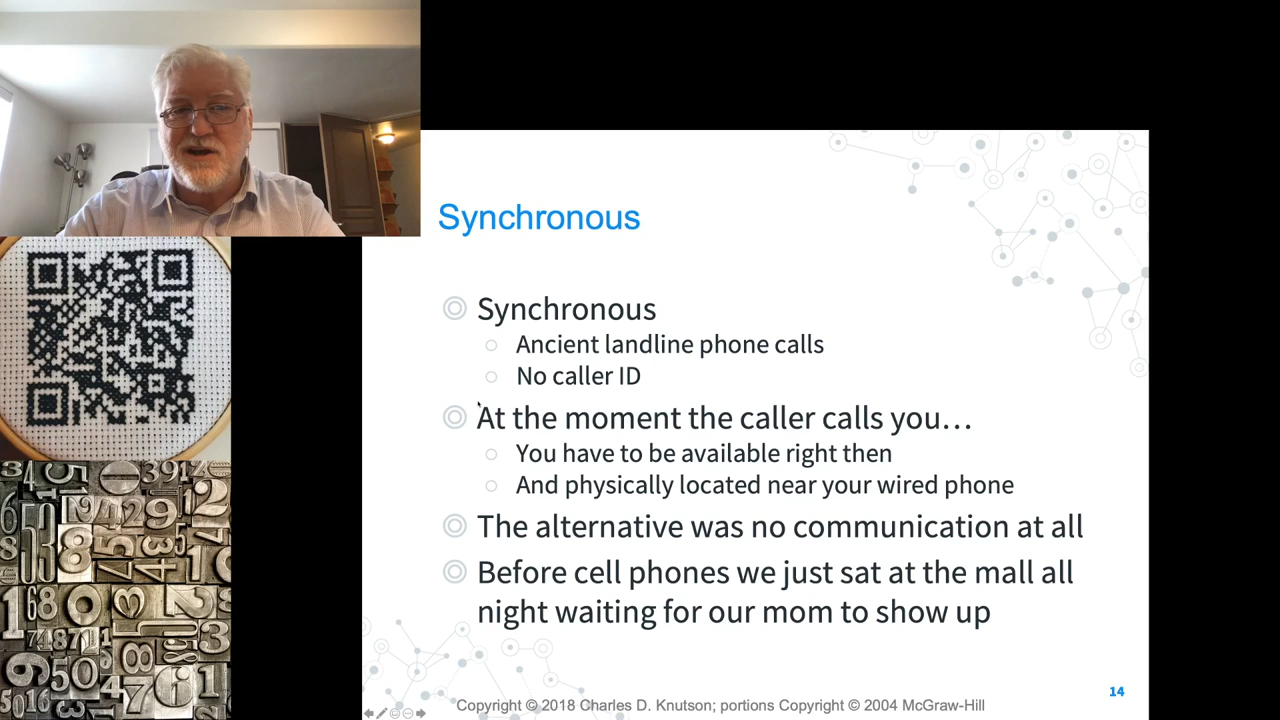 Synchronous
Synchronous
Ancient landline phone calls
No caller ID
At the moment the caller calls you…
You have to be available right then
And physically located near your wired phone
The alternative was no communication at all
Before cell phones we just sat at the mall all
night waiting for our mom to show up
14
Copyright © 2018 Charles D. Knutson; portions Copyright © 2004 McGraw-Hill